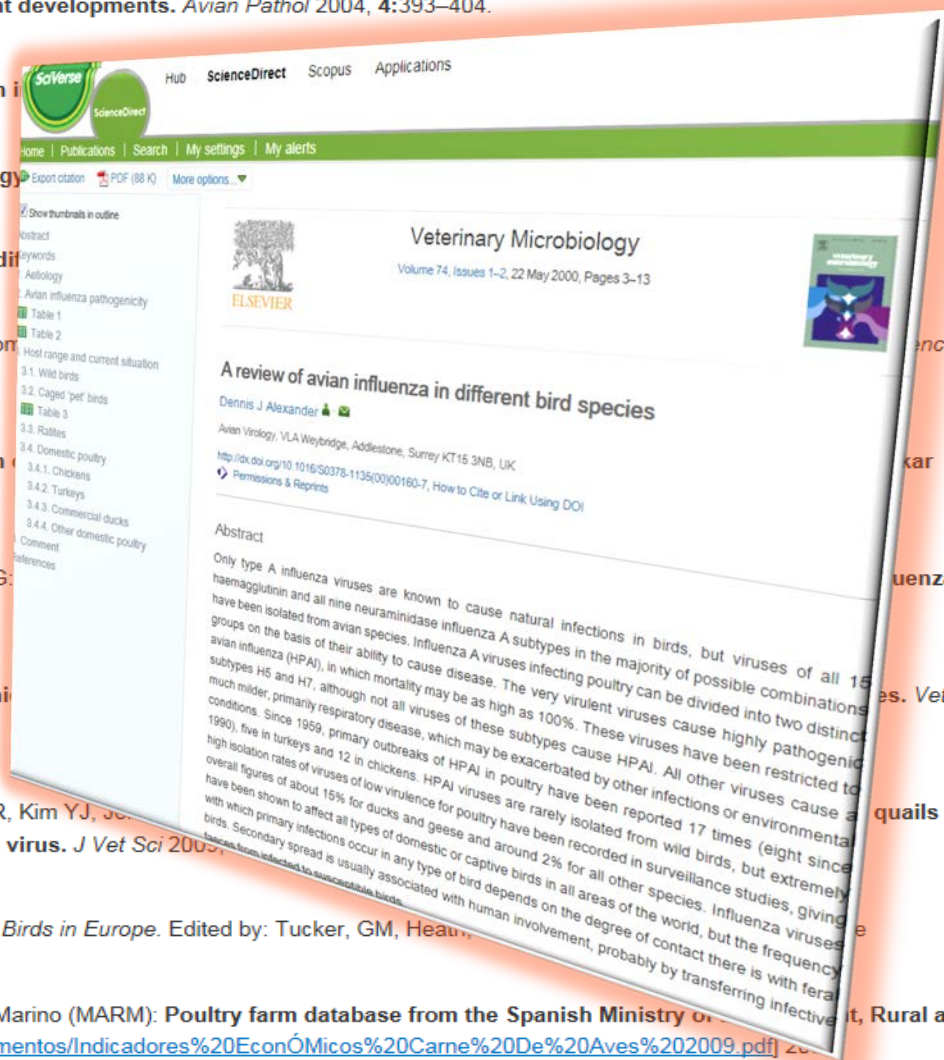 nt developments. Avian Pathol 2004, 4:393–404.
SciVerse
ScienceDirect
Hub ScienceDirect Scopus Applications
Home | Publications | Search | My settings | My alerts
Export citation PDF (88 K) More options...
Show thumbnails in outline
Abstract
Keywords
Aetiology
Avian influenza pathogenicity
Table 1
Table 2
Host range and current situation
3.1. Wild birds
3.2. Caged 'pet' birds
Table 3
3.3. Ratites
3.4. Domestic poultry
3.4.1. Chickens
3.4.2. Turkeys
3.4.3. Commercial ducks
3.4.4. Other domestic poultry
Comment
References
ELSEVIER
Veterinary Microbiology
Volume 74, Issues 1–2, 22 May 2000, Pages 3–13
A review of avian influenza in different bird species
Dennis J Alexander
Avian Virology, VLA Weybridge, Addlestone, Surrey KT15 3NB, UK
http://dx.doi.org/10.1016/S0378-1135(00)00160-7, How to Cite or Link Using DOI
Permissions & Reprints
Abstract
Only type A influenza viruses are known to cause natural infections in birds, but viruses of all 15
haemagglutinin and all nine neuraminidase influenza A subtypes in the majority of possible combinations
have been isolated from avian species. Influenza A viruses infecting poultry can be divided into two distinct
groups on the basis of their ability to cause disease. The very virulent viruses cause highly pathogenic
avian influenza (HPAI), in which mortality may be as high as 100%. These viruses have been restricted to
subtypes H5 and H7, although not all viruses of these subtypes cause HPAI. All other viruses cause a
much milder, primarily respiratory disease, which may be exacerbated by other infections or environmental
conditions. Since 1959, primary outbreaks of HPAI in poultry have been reported 17 times (eight since
1990), five in turkeys and 12 in chickens. HPAI viruses are rarely isolated from wild birds, but extremely
high isolation rates of viruses of low virulence for poultry have been recorded in surveillance studies, giving
overall figures of about 15% for ducks and geese and around 2% for all other species. Influenza viruses
have been shown to affect all types of domestic or captive birds in all areas of the world, but the frequency
with which primary infections occur in any type of bird depends on the degree of contact there is with feral
birds. Secondary spread is usually associated with human involvement, probably by transferring infective
faeces from infected to susceptible birds.
kar
uenza
es. Vet
R, Kim YJ, quails
virus. J Vet Sci 2009,
Birds in Europe. Edited by: Tucker, GM, Heath,
Marino (MARM): Poultry farm database from the Spanish Ministry of t, Rural a
mentos/Indicadores%20EconÓMicos%20Carne%20De%20Aves%202009.pdf]